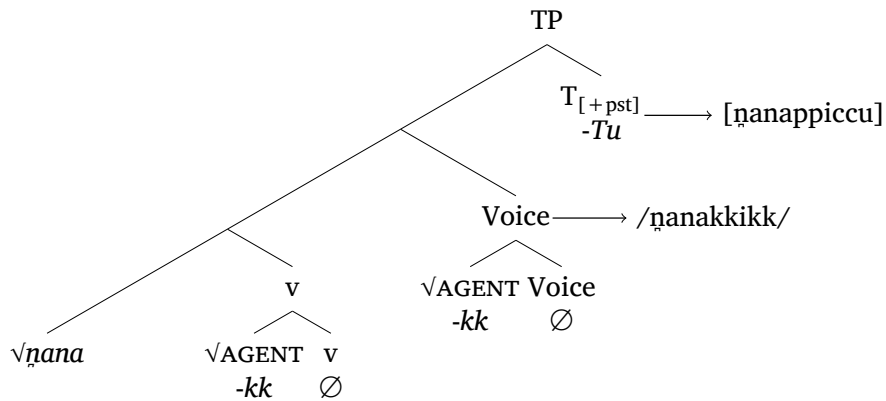 TP
T[+pst]
-Tu
[n̪anappiccu]
Voice
/n̪anakkikk/
v
√AGENT Voice
-kk ∅
√n̪ana
√AGENT v
-kk ∅